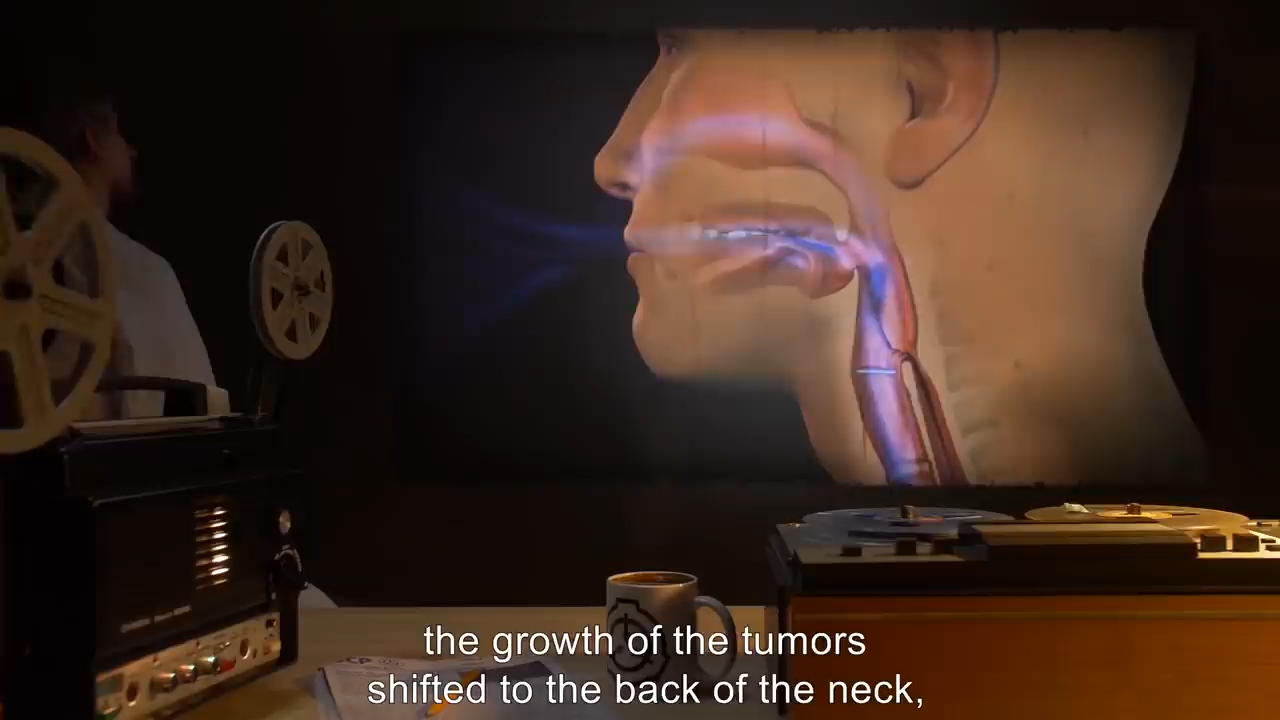 the growth of the tumors
shifted to the back of the neck,